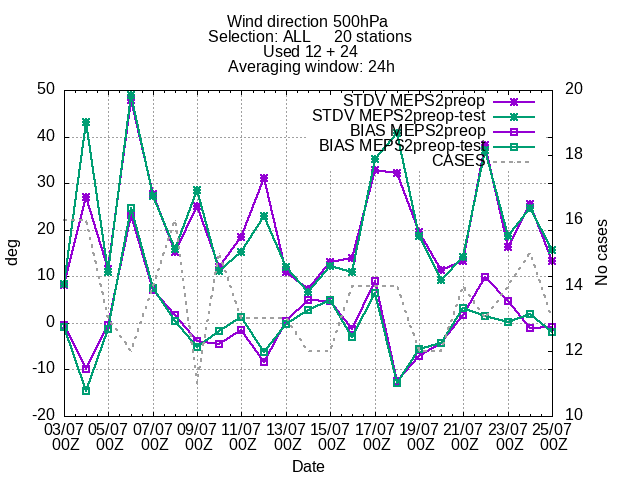 Wind direction 500hPa
Selection: ALL 20 stations
Used 12 + 24
Averaging window: 24h
STDV MEPS2preop
STDV MEPS2preop-test
BIAS MEPS2preop
BIAS MEPS2preop-test
CASES
50
40
30
20
10
0
-10
-20
deg
20
18
16
14
12
10
No cases
03/07 05/07 07/07 09/07 11/07 13/07 15/07 17/07 19/07 21/07 23/07 25/07
00Z 00Z 00Z 00Z 00Z 00Z 00Z 00Z 00Z 00Z 00Z 00Z
Date